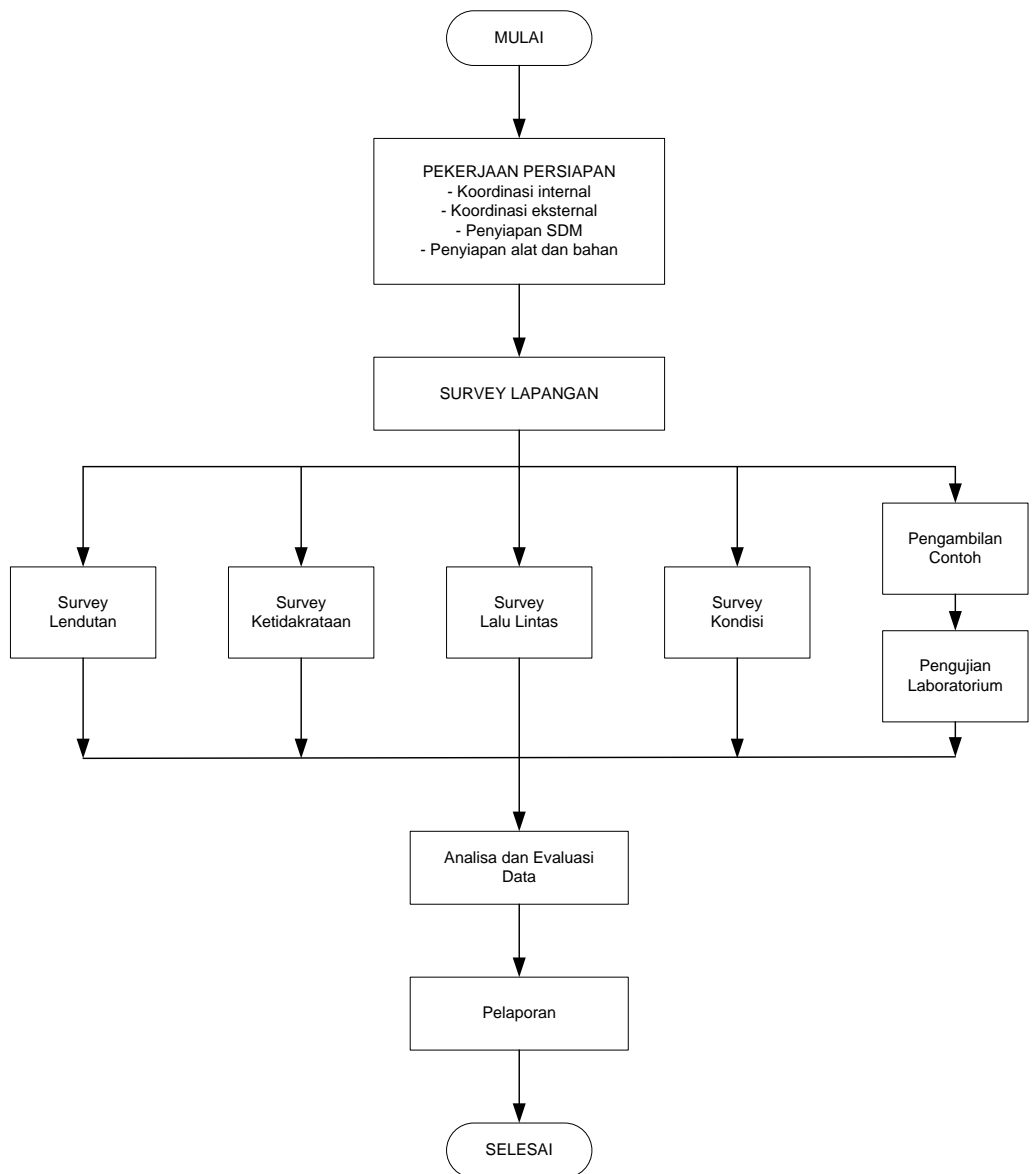 MULAI
PEKERJAAN PERSIAPAN
- Koordinasi internal
- Koordinasi eksternal
- Penyiapan SDM
- Penyiapan alat dan bahan
SURVEY LAPANGAN
Survey
Lendutan
Survey
Ketidakrataan
Survey
Lalu Lintas
Survey
Kondisi
Pengambilan
Contoh
Pengujian
Laboratorium
Analisa dan Evaluasi
Data
Pelaporan
SELESAI